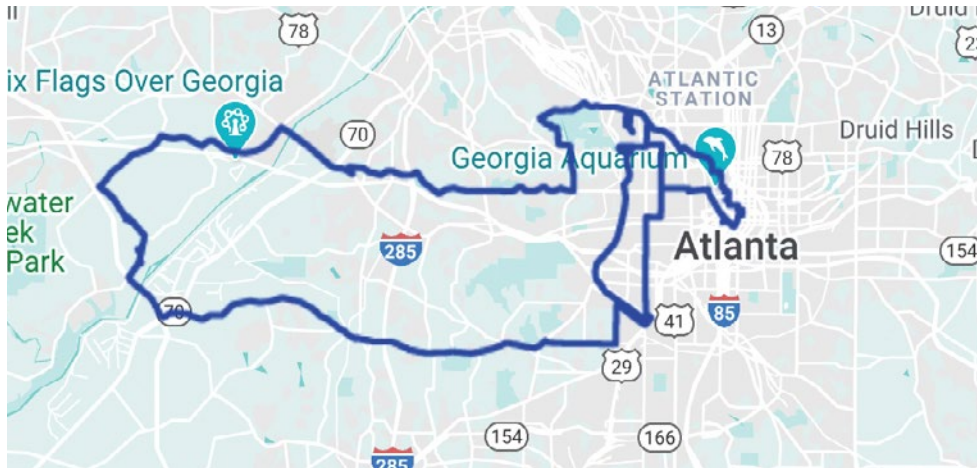 78
13
Druid H
ix Flags Over Georgia
ATLANTIC
STATION
70
Georgia Aquarium
78
Druid Hills
water
ek
Park
285
Atlanta
154
70
41
85
29
154
166
285